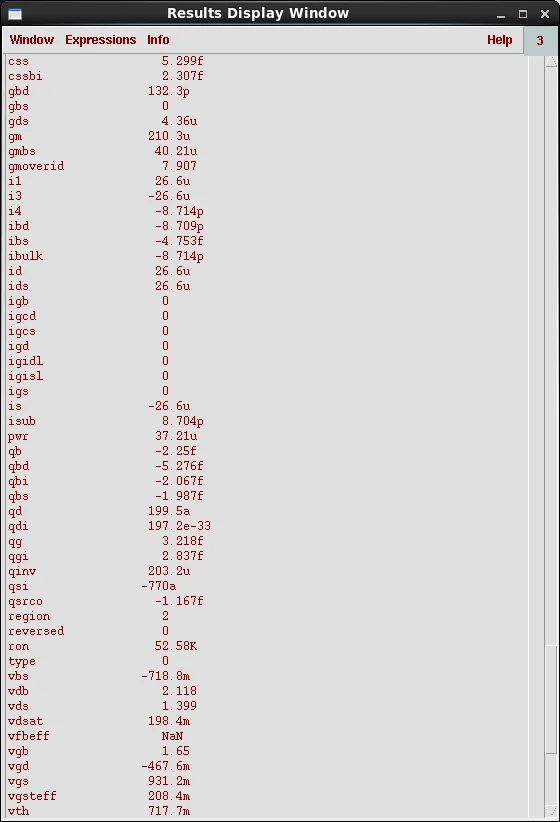 Results Display Window
Window Expressions Info Help 3
css 5.299f
cssbi 2.307f
gbd 132.3p
gbs 0
gds 4.36u
gm 210.3u
gmbs 40.21u
gmoverid 7.907
i1 26.6u
i3 -26.6u
i4 -8.714p
ibd -8.709p
ibs -4.753f
ibulk -8.714p
id 26.6u
ids 26.6u
igb 0
igcd 0
igcs 0
igd 0
igidl 0
igisl 0
igs 0
is -26.6u
isub 8.704p
pwr 37.21u
qb -2.25f
qbd -5.276f
qbi -2.067f
qbs -1.987f
qd 199.5a
qdi 197.2e-33
qg 3.218f
qgi 2.837f
qinv 203.2u
qsi -770a
qsrco -1.167f
region 2
reversed 0
ron 52.58K
type 0
vbs -718.8m
vdb 2.118
vds 1.399
vdsat 198.4m
vfbeff NaN
vgb 1.65
vgd -467.6m
vgs 931.2m
vgsteff 208.4m
vth 717.7m